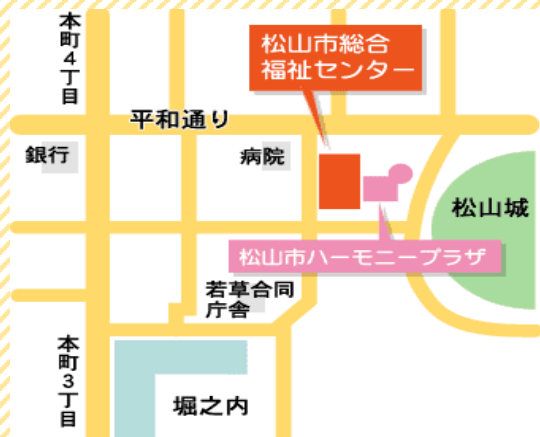 本町4丁目
松山市総合
福祉センター
平和通り
銀行
病院
松山城
松山市ハーモニープラザ
若草合同
庁舎
本町3丁目
堀之内